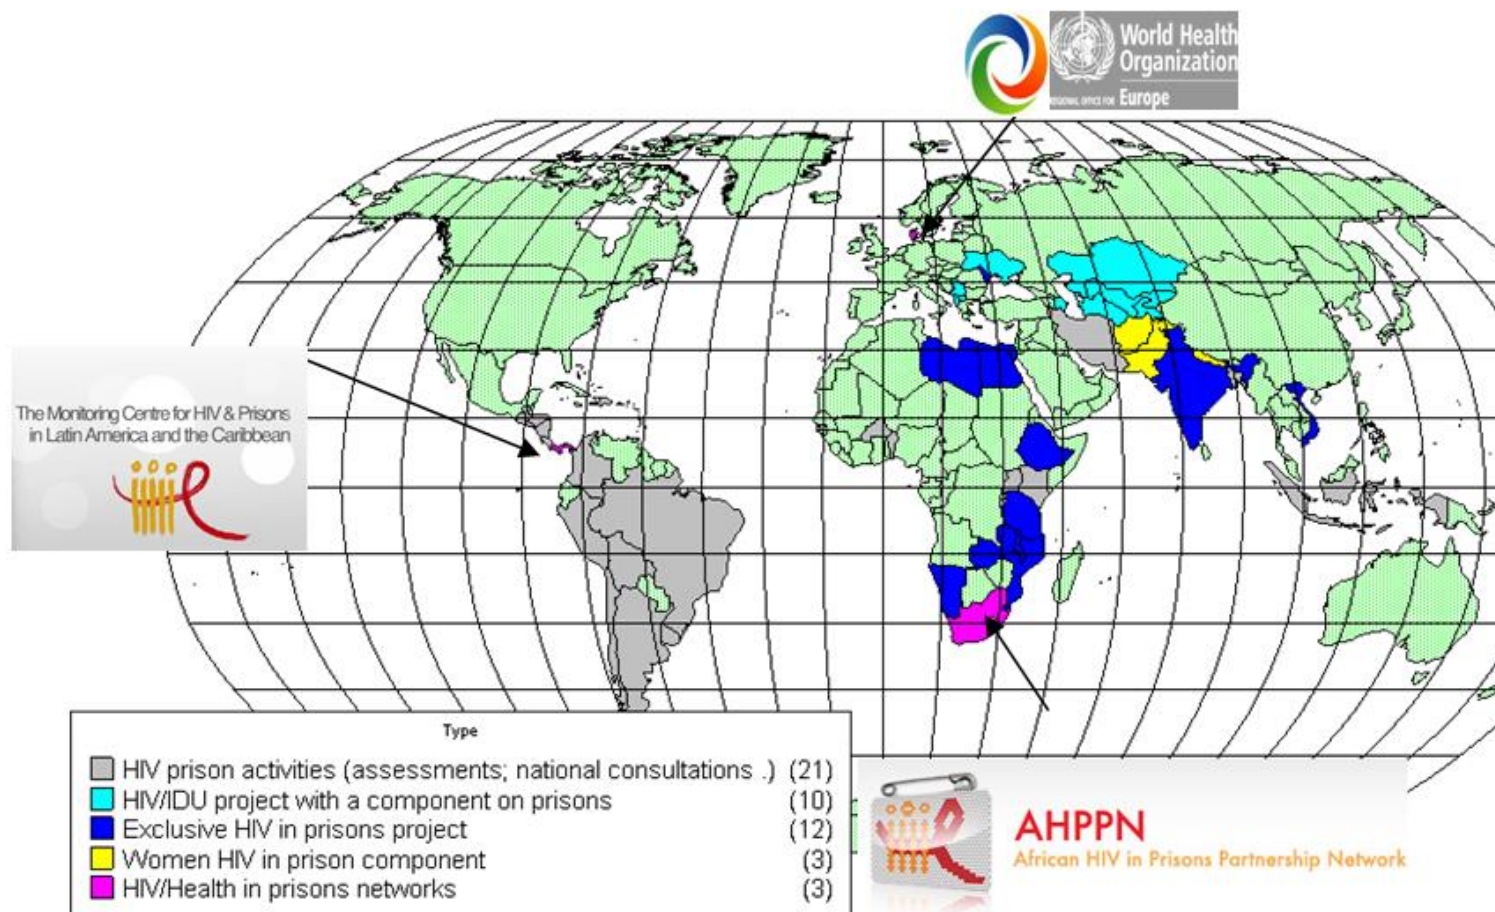 World Health
Organization
REGIONAL OFFICE FOR Europe
The Monitoring Centre for HIV & Prisons
in Latin America and the Caribbean
Type
HIV prison activities (assessments; national consultations .) (21)
HIV/IDU project with a component on prisons (10)
Exclusive HIV in prisons project (12)
Women HIV in prison component (3)
HIV/Health in prisons networks (3)
AHPPN
African HIV in Prisons Partnership Network